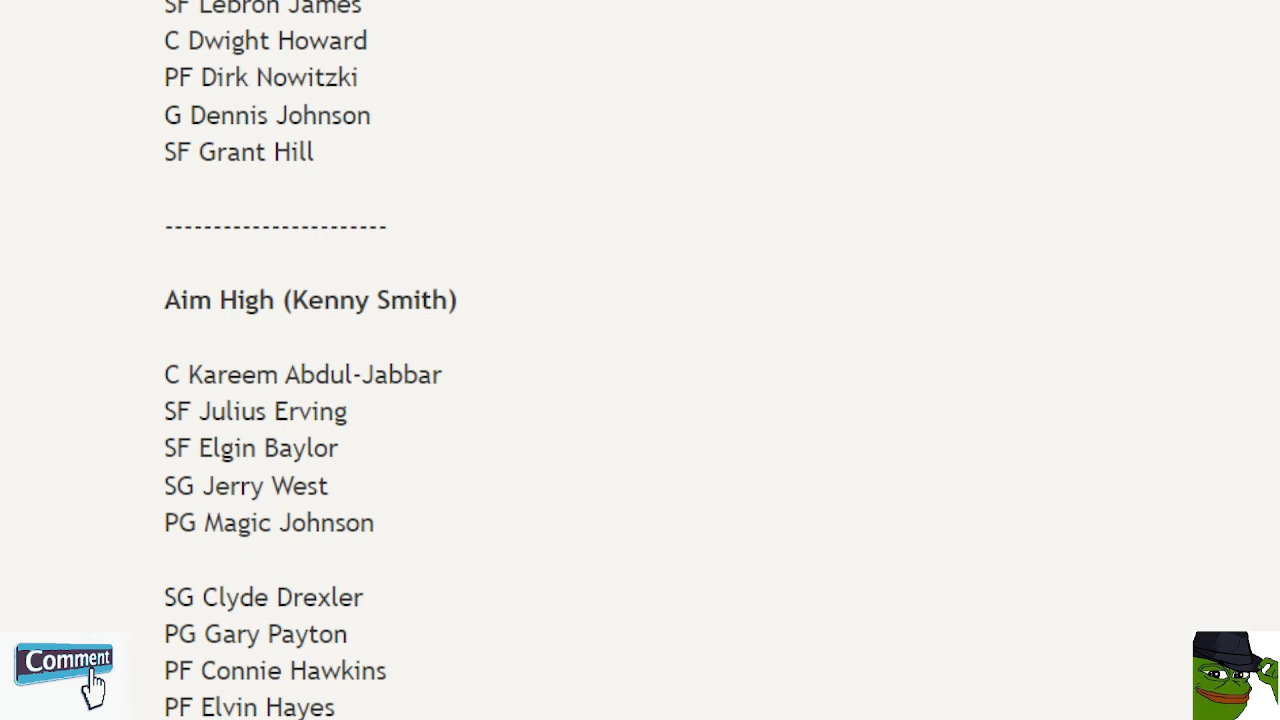 SF Lebron James
C Dwight Howard
PF Dirk Nowitzki
G Dennis Johnson
SF Grant Hill
-----------------------
Aim High (Kenny Smith)
C Kareem Abdul-Jabbar
SF Julius Erving
SF Elgin Baylor
SG Jerry West
PG Magic Johnson
SG Clyde Drexler
PG Gary Payton
PF Connie Hawkins
PF Elvin Hayes
Comment